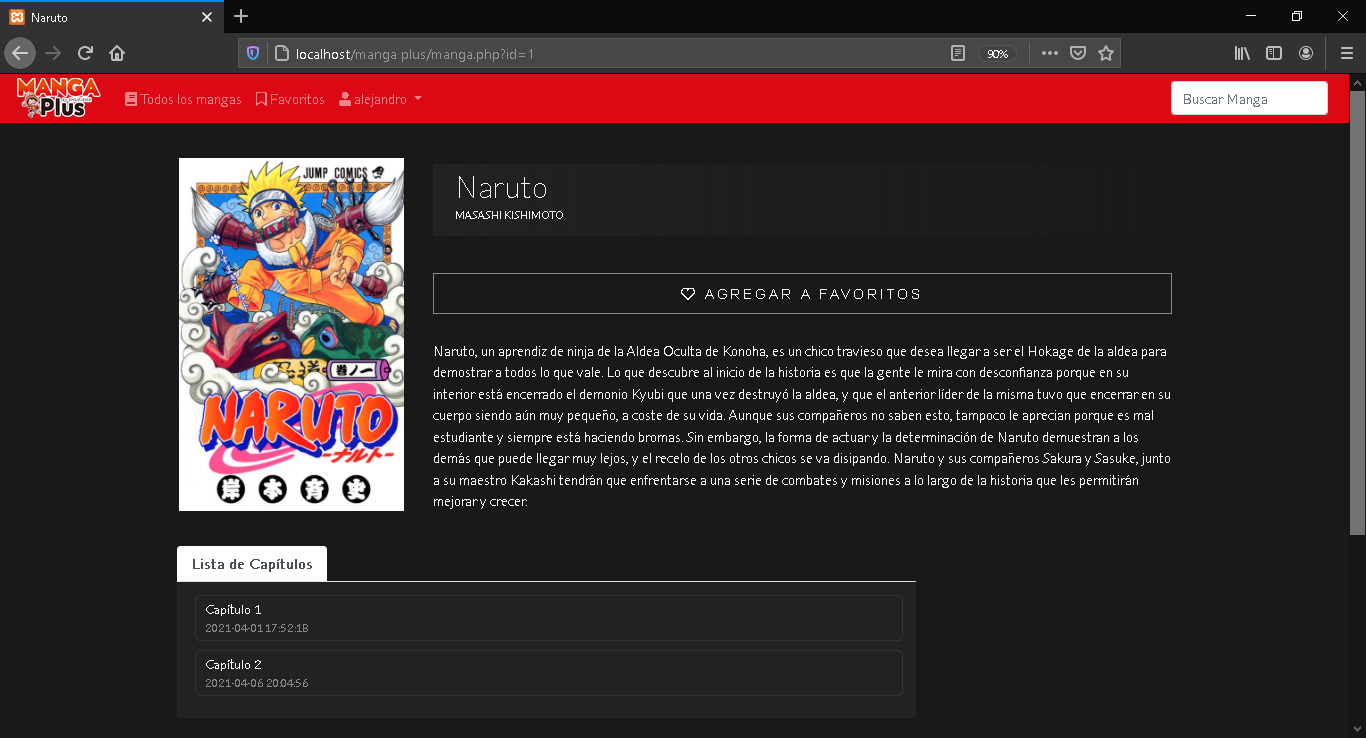 Naruto
localhost/manga plus/manga.php?id=1
90%
MANGA
Plus
Todos los mangas
Favoritos
alejandro
Buscar Manga
JUMP COMICS
巻ノ一
NARUTO
ーナルトー
岸本斉史
Naruto
MASASHI KISHIMOTO
AGREGAR A FAVORITOS
Naruto, un aprendiz de ninja de la Aldea Oculta de Konoha, es un chico travieso que desea llegar a ser el Hokage de la aldea para
demostrar a todos lo que vale. Lo que descubre al inicio de la historia es que la gente le mira con desconfianza porque en su
interior está encerrado el demonio Kyubi que una vez destruyó la aldea, y que el anterior líder de la misma tuvo que encerrar en su
cuerpo siendo aún muy pequeño, a coste de su vida. Aunque sus compañeros no saben esto, tampoco le aprecian porque es mal
estudiante y siempre está haciendo bromas. Sin embargo, la forma de actuar y la determinación de Naruto demuestran a los
demás que puede llegar muy lejos, y el recelo de los otros chicos se va disipando. Naruto y sus compañeros Sakura y Sasuke, junto
a su maestro Kakashi tendrán que enfrentarse a una serie de combates y misiones a lo largo de la historia que les permitirán
mejorar y crecer.
Lista de Capítulos
Capítulo 1
2021-04-01 17:52:18
Capítulo 2
2021-04-06 20:04:56